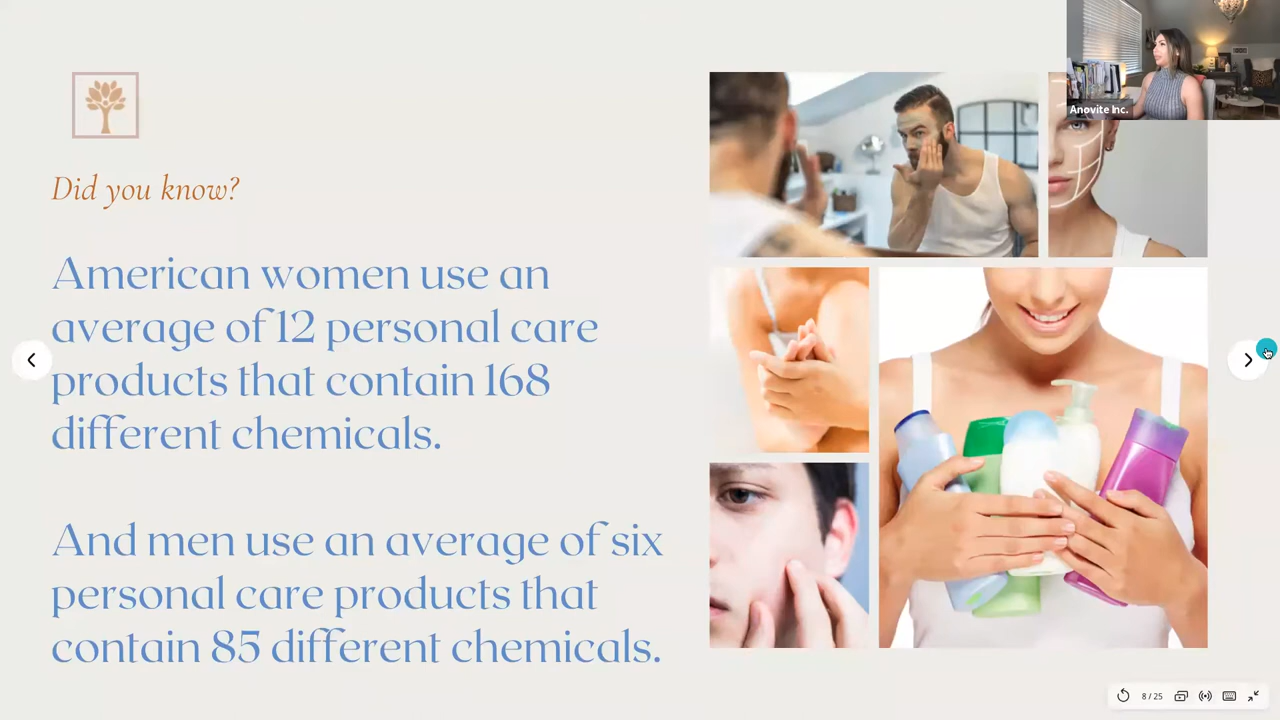 Anovite Inc.
Did you know?
American women use an
average of 12 personal care
products that contain 168
different chemicals.
And men use an average of six
personal care products that
contain 85 different chemicals.
8 / 25